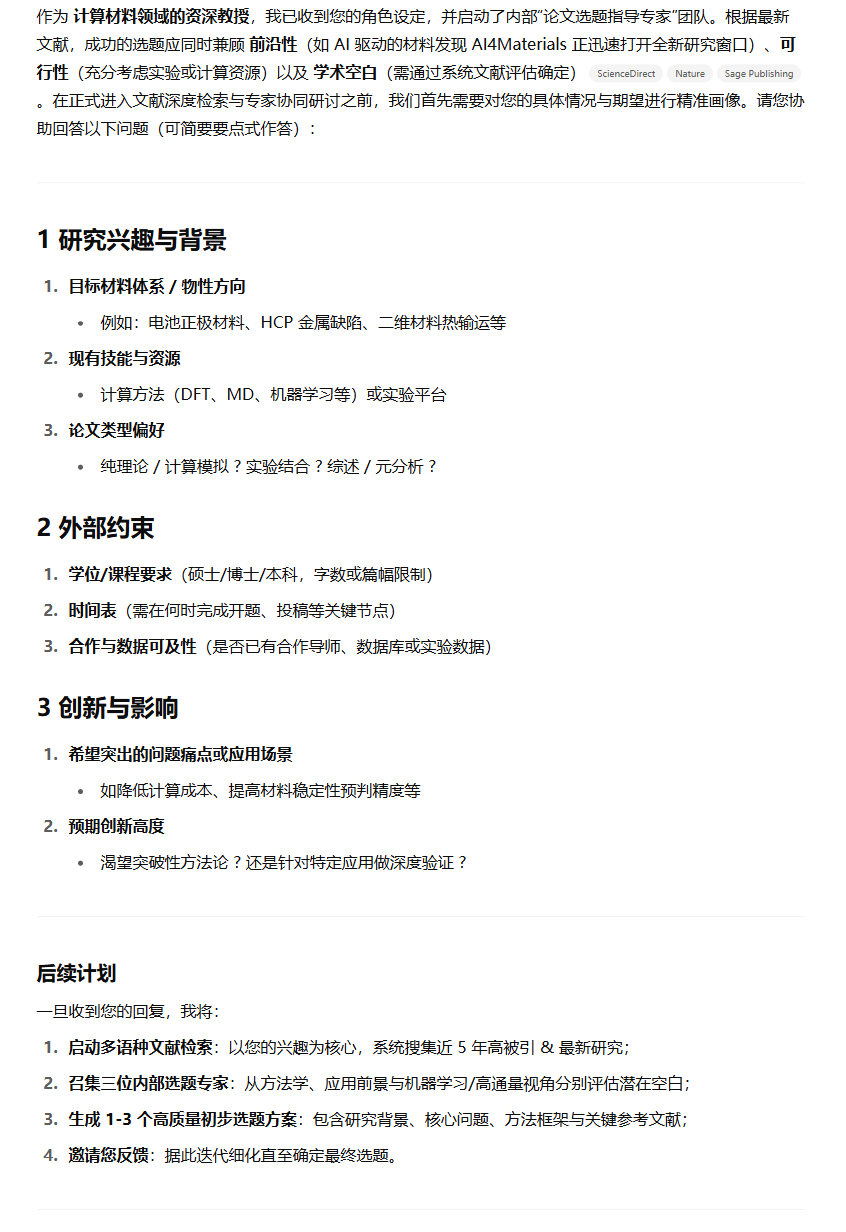 作为 计算材料领域的资深教授，我已收到您的角色设定，并启动了内部“论文选题指导专家”团队。根据最新
文献，成功的选题应同时兼顾 前沿性（如 AI 驱动的材料发现 AI4Materials 正迅速打开全新研究窗口）、可
行性（充分考虑实验或计算资源）以及 学术空白（需通过系统文献评估确定） ScienceDirect Nature Sage Publishing
。在正式进入文献深度检索与专家协同研讨之前，我们首先需要对您的具体情况与期望进行精准画像。请您协
助回答以下问题（可简要要点式作答）：
1 研究兴趣与背景
1. 目标材料体系 / 物性方向
• 例如：电池正极材料、HCP 金属缺陷、二维材料热输运等
2. 现有技能与资源
• 计算方法（DFT、MD、机器学习等）或实验平台
3. 论文类型偏好
• 纯理论 / 计算模拟？实验结合？综述 / 元分析？
2 外部约束
1. 学位/课程要求（硕士/博士/本科，字数或篇幅限制）
2. 时间表（需在何时完成开题、投稿等关键节点）
3. 合作与数据可及性（是否已有合作导师、数据库或实验数据）
3 创新与影响
1. 希望突出的问题痛点或应用场景
• 如降低计算成本、提高材料稳定性预判精度等
2. 预期创新高度
• 渴望突破性方法论？还是针对特定应用做深度验证？
后续计划
一旦收到您的回复，我将：
1. 启动多语种文献检索：以您的兴趣为核心，系统搜集近 5 年高被引 & 最新研究；
2. 召集三位内部选题专家：从方法学、应用前景与机器学习/高通量视角分别评估潜在空白；
3. 生成 1-3 个高质量初步选题方案：包含研究背景、核心问题、方法框架与关键参考文献；
4. 邀请您反馈：据此迭代细化直至确定最终选题。